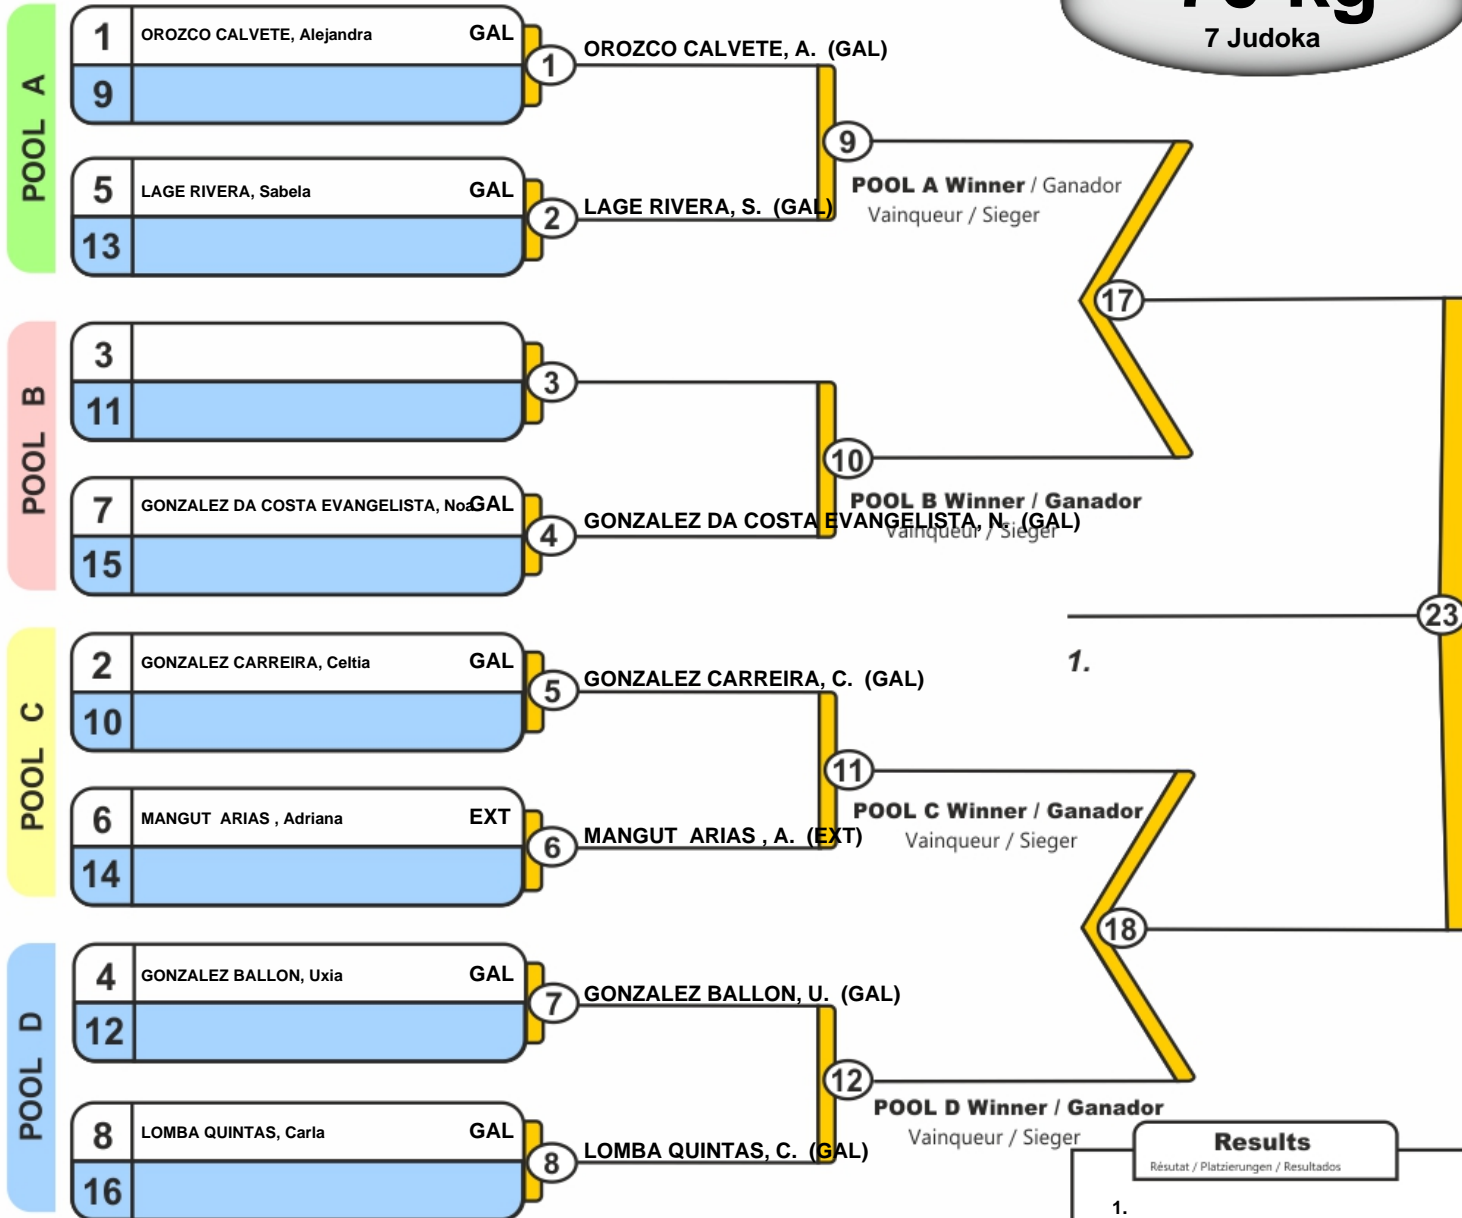 7 Judoka
POOL A
1 OROZCO CALVETE, Alejandra GAL
9
1
OROZCO CALVETE, A. (GAL)
5 LAGE RIVERA, Sabela GAL
13
2
LAGE RIVERA, S. (GAL)
9
POOL A Winner / Ganador
Vainqueur / Sieger
17
POOL B
3
11
3
7 GONZALEZ DA COSTA EVANGELISTA, Noa GAL
15
4
GONZALEZ DA COSTA EVANGELISTA, N. (GAL)
10
POOL B Winner / Ganador
Vainqueur / Sieger
23
1.
POOL C
2 GONZALEZ CARREIRA, Celtia GAL
10
5
GONZALEZ CARREIRA, C. (GAL)
6 MANGUT ARIAS , Adriana EXT
14
6
MANGUT ARIAS , A. (EXT)
11
POOL C Winner / Ganador
Vainqueur / Sieger
18
POOL D
4 GONZALEZ BALLON, Uxia GAL
12
7
GONZALEZ BALLON, U. (GAL)
8 LOMBA QUINTAS, Carla GAL
16
8
LOMBA QUINTAS, C. (GAL)
12
POOL D Winner / Ganador
Vainqueur / Sieger
Results
Résutat / Platzierungen / Resultados
1.